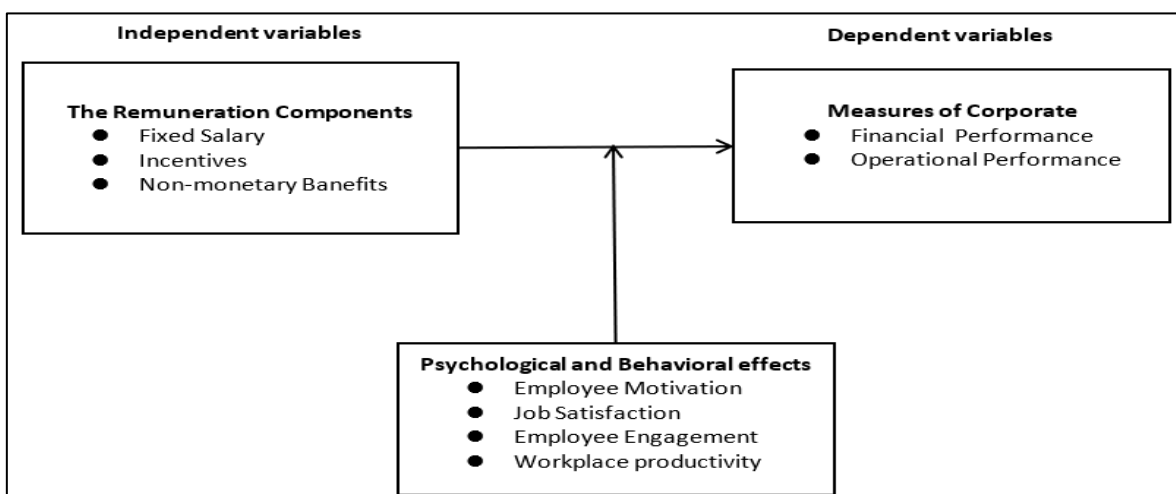 Independent variables
Dependent variables
The Remuneration Components
● Fixed Salary
● Incentives
● Non-monetary Banefits
Measures of Corporate
● Financial Performance
● Operational Performance
Psychological and Behavioral effects
● Employee Motivation
● Job Satisfaction
● Employee Engagement
● Workplace productivity